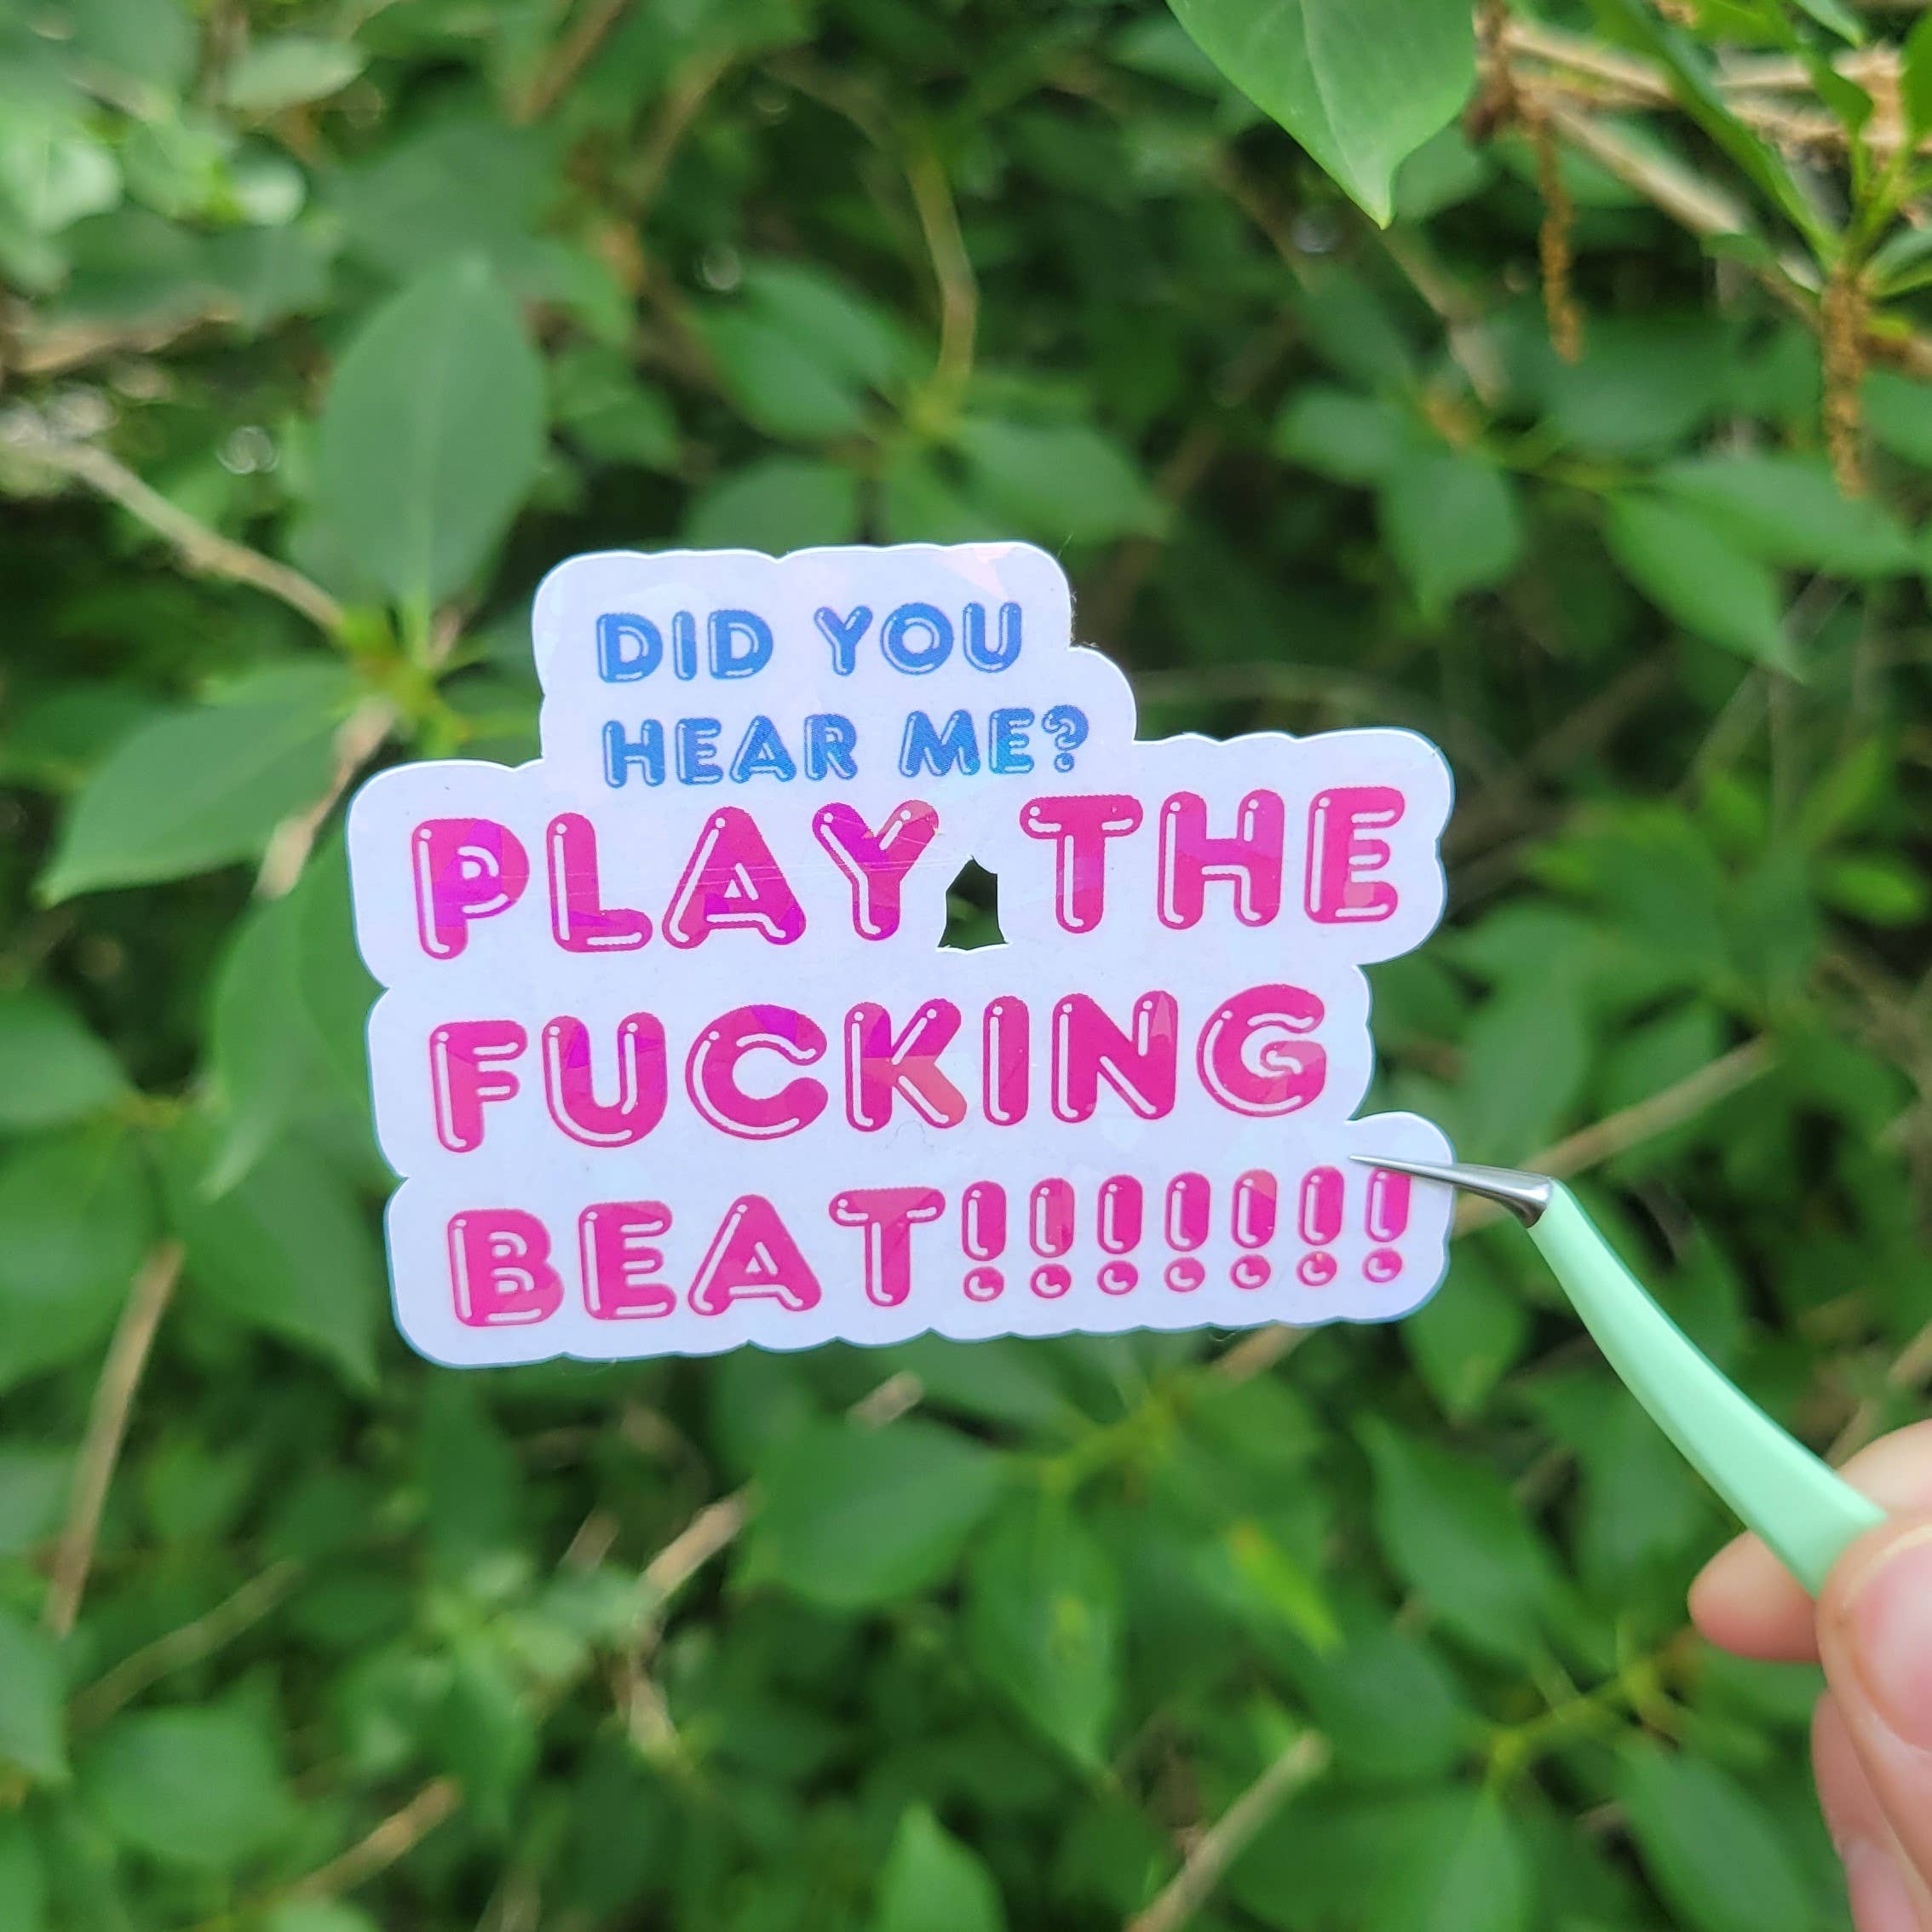 DID YOU
HEAR ME?
PLAY THE
FUCKING
BEAT!!!!!!!